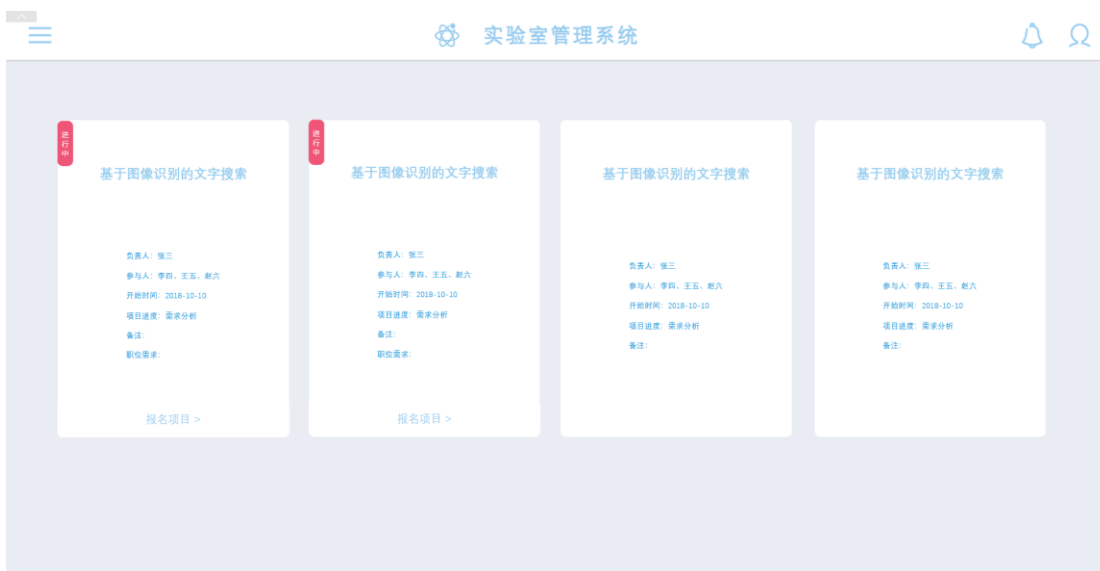 实验室管理系统
进行中
基于图像识别的文字搜索
负责人：张三
参与人：李四、王五、赵六
开始时间：2018-10-10
项目进度：需求分析
备注：
职位需求：
报名项目 >
进行中
基于图像识别的文字搜索
负责人：张三
参与人：李四、王五、赵六
开始时间：2018-10-10
项目进度：需求分析
备注：
职位需求：
报名项目 >
基于图像识别的文字搜索
负责人：张三
参与人：李四、王五、赵六
开始时间：2018-10-10
项目进度：需求分析
备注：
基于图像识别的文字搜索
负责人：张三
参与人：李四、王五、赵六
开始时间：2018-10-10
项目进度：需求分析
备注：